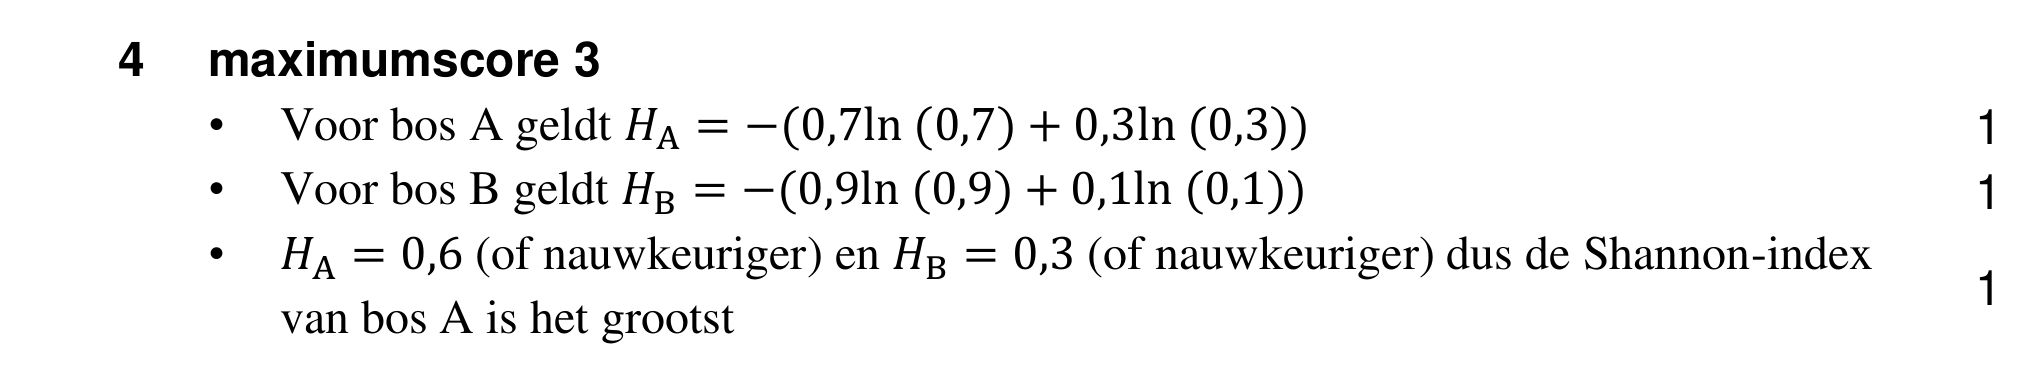 4 maximumscore 3
• Voor bos A geldt H_A = −(0,7ln (0,7) + 0,3ln (0,3)) 1
• Voor bos B geldt H_B = −(0,9ln (0,9) + 0,1ln (0,1)) 1
• H_A = 0,6 (of nauwkeuriger) en H_B = 0,3 (of nauwkeuriger) dus de Shannon-index
van bos A is het grootst 1